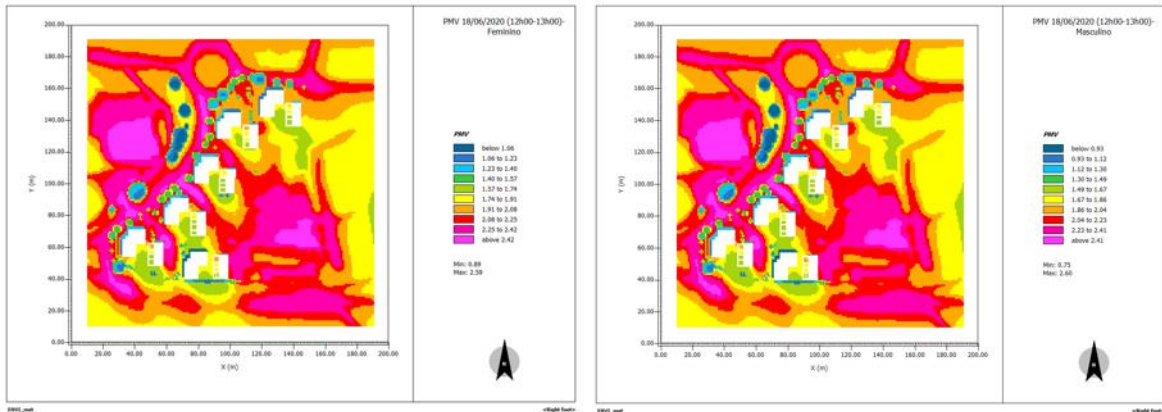 PMV 18/06/2020 (12h00-13h00)-
Feminino
200.00
180.00
160.00
140.00
120.00
100.00
80.00
60.00
40.00
20.00
0.00
Y (m)
0.00 20.00 40.00 60.00 80.00 100.00 120.00 140.00 160.00 180.00 200.00
X (m)
PMV
below 1.06
1.06 to 1.23
1.23 to 1.40
1.40 to 1.57
1.57 to 1.74
1.74 to 1.91
1.91 to 2.08
2.08 to 2.25
2.25 to 2.42
above 2.42
Min: 0.89
Max: 2.59
N
ENVI_met
<Right foot>
PMV 18/06/2020 (12h00-13h00)-
Masculino
200.00
180.00
160.00
140.00
120.00
100.00
80.00
60.00
40.00
20.00
0.00
Y (m)
0.00 20.00 40.00 60.00 80.00 100.00 120.00 140.00 160.00 180.00 200.00
X (m)
PMV
below 0.93
0.93 to 1.12
1.12 to 1.30
1.30 to 1.49
1.49 to 1.67
1.67 to 1.86
1.86 to 2.04
2.04 to 2.23
2.23 to 2.41
above 2.41
Min: 0.75
Max: 2.60
N
ENVI_met
<Right foot>